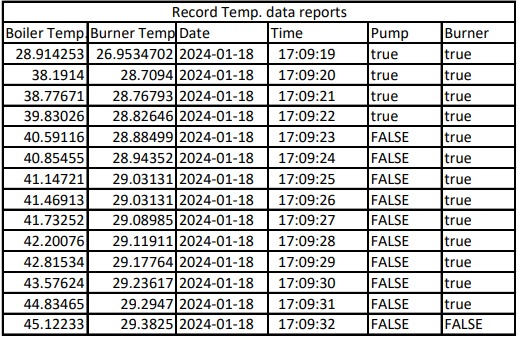 Record Temp. data reports
Boiler Temp. Burner Temp Date Time Pump Burner
28.914253 26.9534702 2024-01-18 17:09:19 true true
38.1914 28.7094 2024-01-18 17:09:20 true true
38.77671 28.76793 2024-01-18 17:09:21 true true
39.83026 28.82646 2024-01-18 17:09:22 true true
40.59116 28.88499 2024-01-18 17:09:23 FALSE true
40.85455 28.94352 2024-01-18 17:09:24 FALSE true
41.14721 29.03131 2024-01-18 17:09:25 FALSE true
41.46913 29.03131 2024-01-18 17:09:26 FALSE true
41.73252 29.08985 2024-01-18 17:09:27 FALSE true
42.20076 29.11911 2024-01-18 17:09:28 FALSE true
42.81534 29.17764 2024-01-18 17:09:29 FALSE true
43.57624 29.23617 2024-01-18 17:09:30 FALSE true
44.83465 29.2947 2024-01-18 17:09:31 FALSE true
45.12233 29.3825 2024-01-18 17:09:32 FALSE FALSE